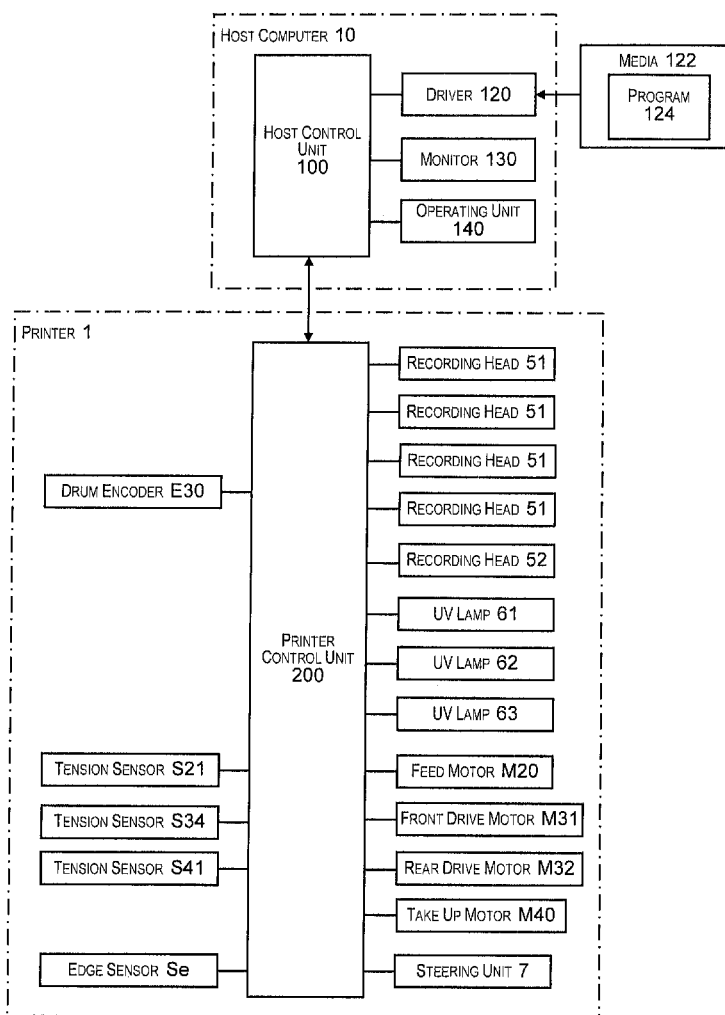 HOST COMPUTER 10
MEDIA 122
PROGRAM
124
HOST CONTROL
UNIT
100
DRIVER 120
MONITOR 130
OPERATING UNIT
140
PRINTER 1
PRINTER
CONTROL UNIT
200
RECORDING HEAD 51
RECORDING HEAD 51
RECORDING HEAD 51
RECORDING HEAD 51
RECORDING HEAD 52
UV LAMP 61
UV LAMP 62
UV LAMP 63
FEED MOTOR M20
FRONT DRIVE MOTOR M31
REAR DRIVE MOTOR M32
TAKE UP MOTOR M40
STEERING UNIT 7
DRUM ENCODER E30
TENSION SENSOR S21
TENSION SENSOR S34
TENSION SENSOR S41
EDGE SENSOR Se